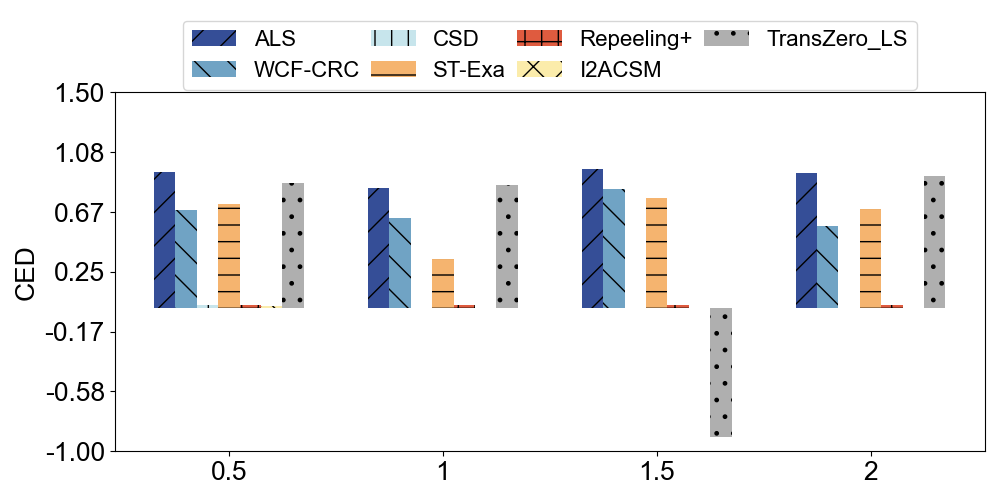 ALS CSD Repeeling+ TransZero_LS
WCF-CRC ST-Exa I2ACSM
1.50
1.08
0.67
0.25
-0.17
-0.58
-1.00
CED
0.5 1 1.5 2